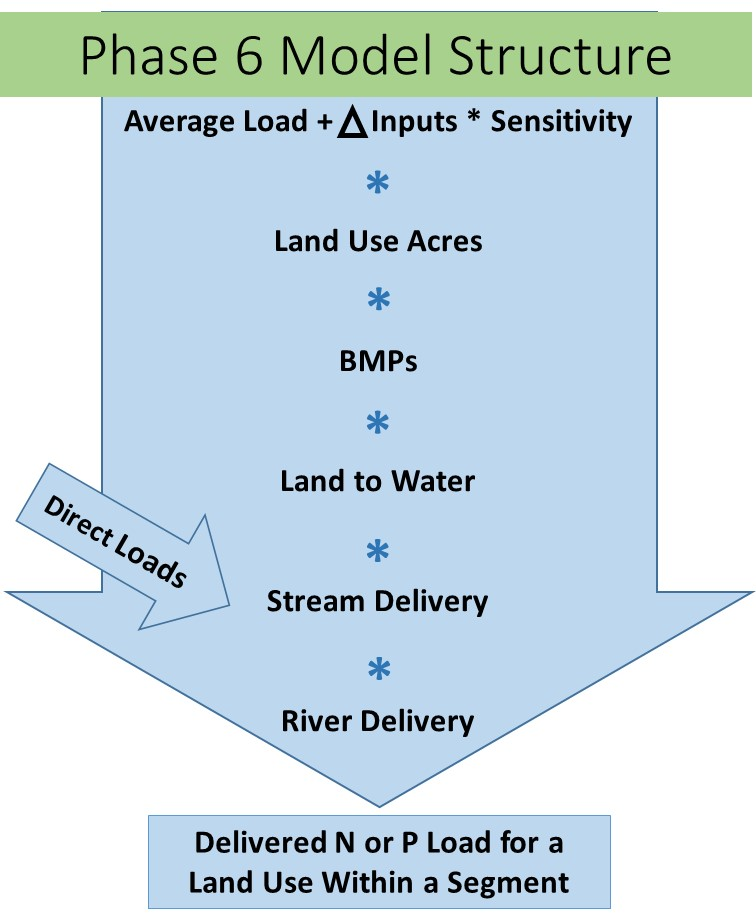 Phase 6 Model Structure
Average Load + Δ Inputs * Sensitivity
*
Land Use Acres
*
BMPs
*
Land to Water
*
Direct Loads
Stream Delivery
*
River Delivery
Delivered N or P Load for a
Land Use Within a Segment